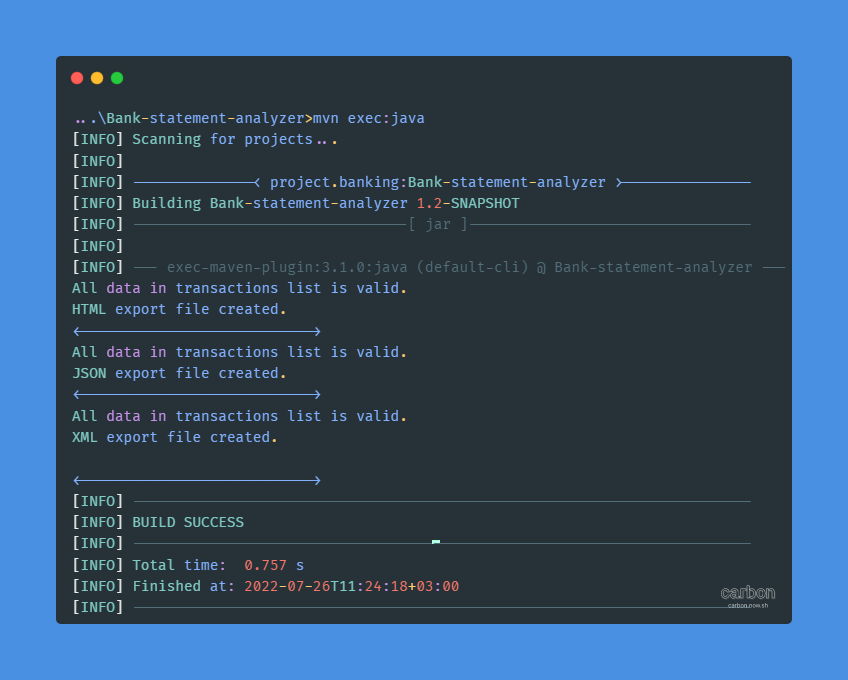 ...\Bank-statement-analyzer>mvn exec:java
[INFO] Scanning for projects...
[INFO]
[INFO] --------------< project.banking:Bank-statement-analyzer >---------------
[INFO] Building Bank-statement-analyzer 1.2-SNAPSHOT
[INFO] --------------------------------[ jar ]---------------------------------
[INFO]
[INFO] --- exec-maven-plugin:3.1.0:java (default-cli) @ Bank-statement-analyzer ---
All data in transactions list is valid.
HTML export file created.
<--------------------------->
All data in transactions list is valid.
JSON export file created.
<--------------------------->
All data in transactions list is valid.
XML export file created.
<--------------------------->
[INFO] ------------------------------------------------------------------------
[INFO] BUILD SUCCESS
[INFO] ------------------------------------------------------------------------
[INFO] Total time:  0.757 s
[INFO] Finished at: 2022-07-26T11:24:18+03:00
[INFO] ------------------------------------------------------------------------
carbon
carbon.now.sh